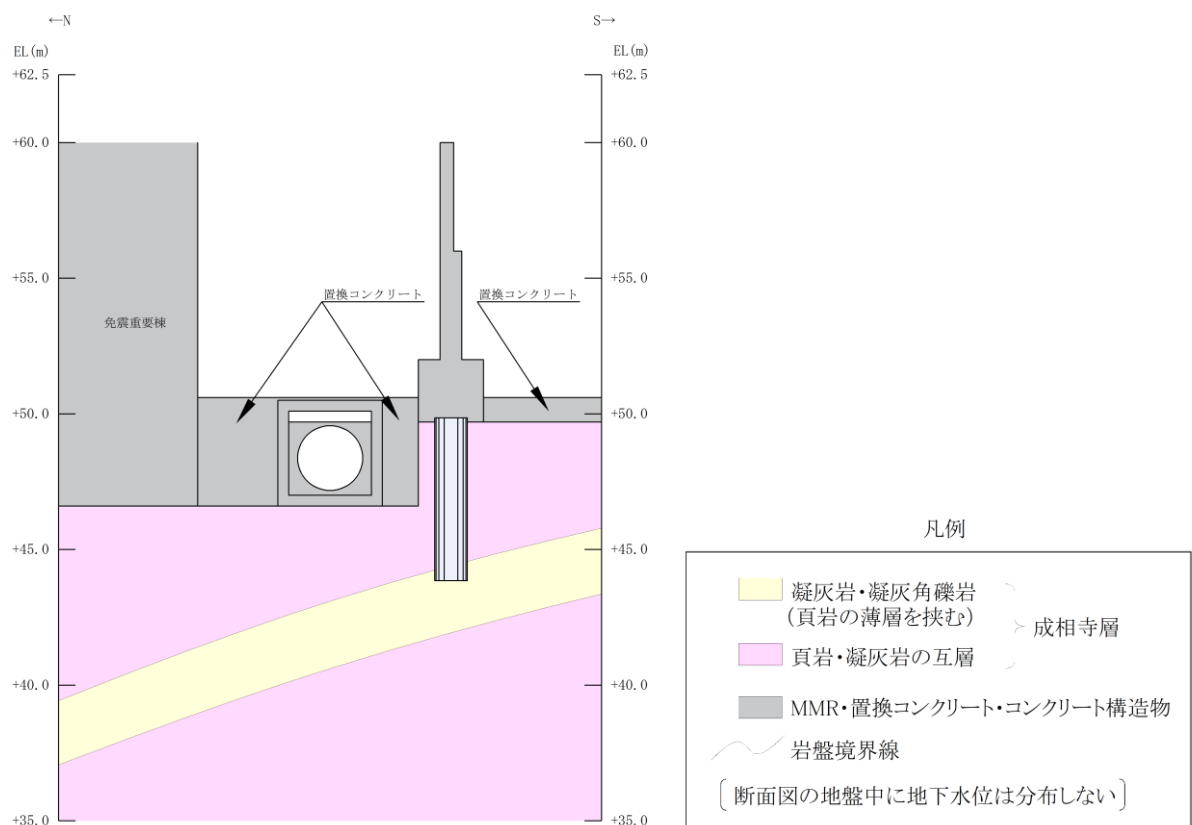 ←N
S→
EL(m)
EL(m)
+62.5
+62.5
+60.0
+60.0
+55.0
+55.0
置換コンクリート
置換コンクリート
免震重要棟
+50.0
+50.0
+45.0
+45.0
+40.0
+40.0
+35.0
+35.0
凡例
凝灰岩・凝灰角礫岩
(頁岩の薄層を挟む)
成相寺層
頁岩・凝灰岩の互層
MMR・置換コンクリート・コンクリート構造物
岩盤境界線
〔断面図の地盤中に地下水位は分布しない〕